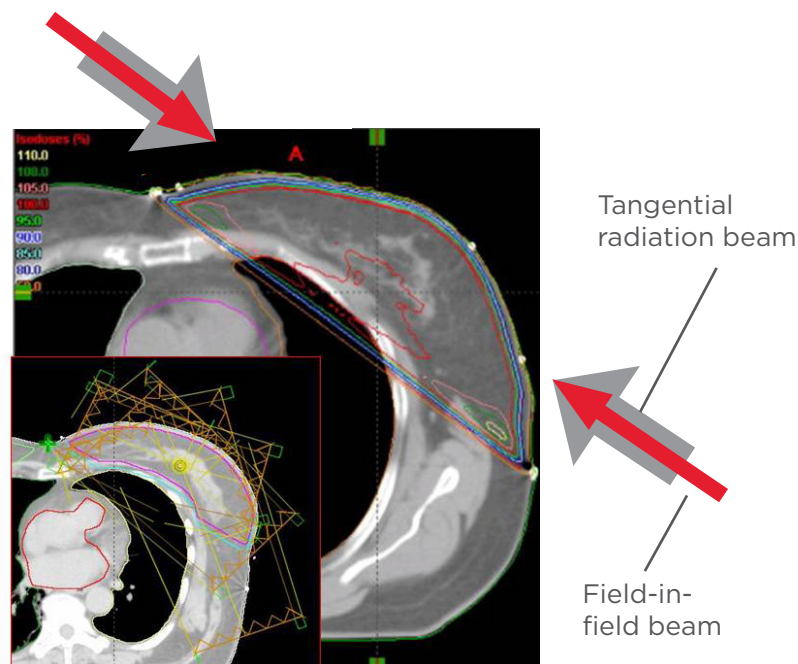 Isodoses (%)
110.0
108.0
105.0
100.0
95.0
90.0
85.0
80.0
A
Tangential
radiation beam
Field-in-
field beam